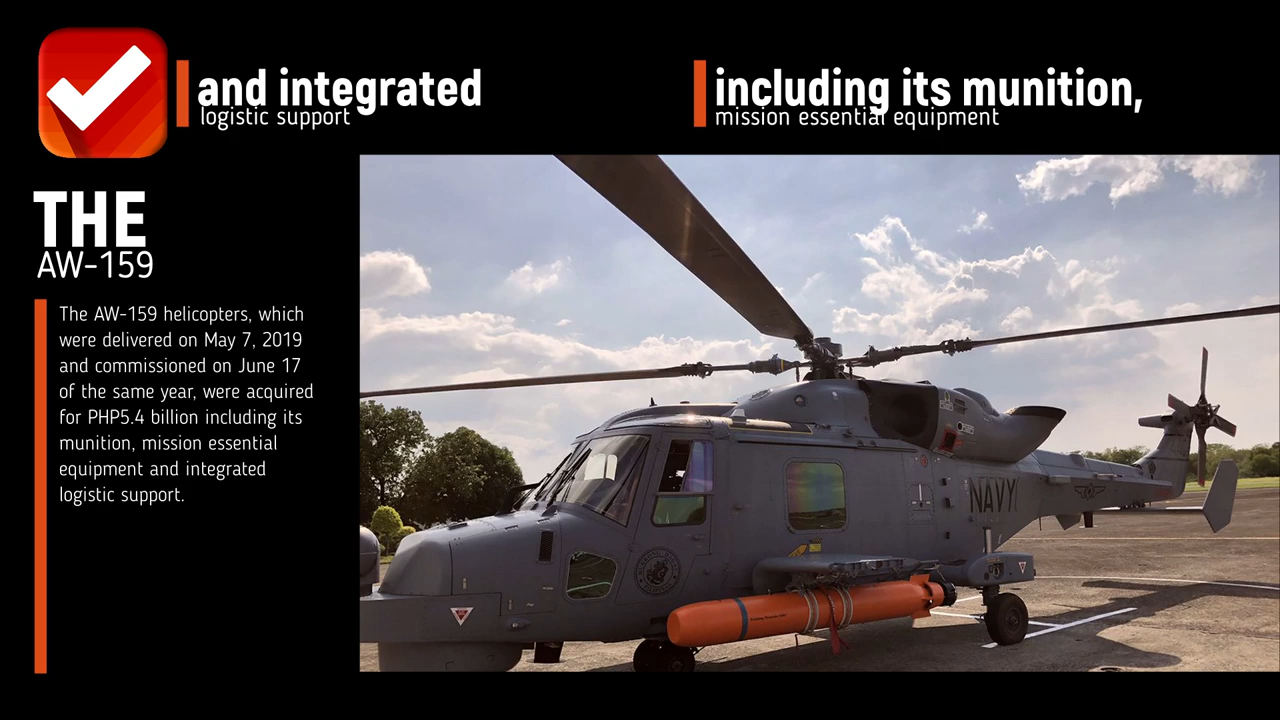 and integrated
logistic support
including its munition,
mission essential equipment
THE
AW-159
The AW-159 helicopters, which
were delivered on May 7, 2019
and commissioned on June 17
of the same year, were acquired
for PHP5.4 billion including its
munition, mission essential
equipment and integrated
logistic support.
NAVY